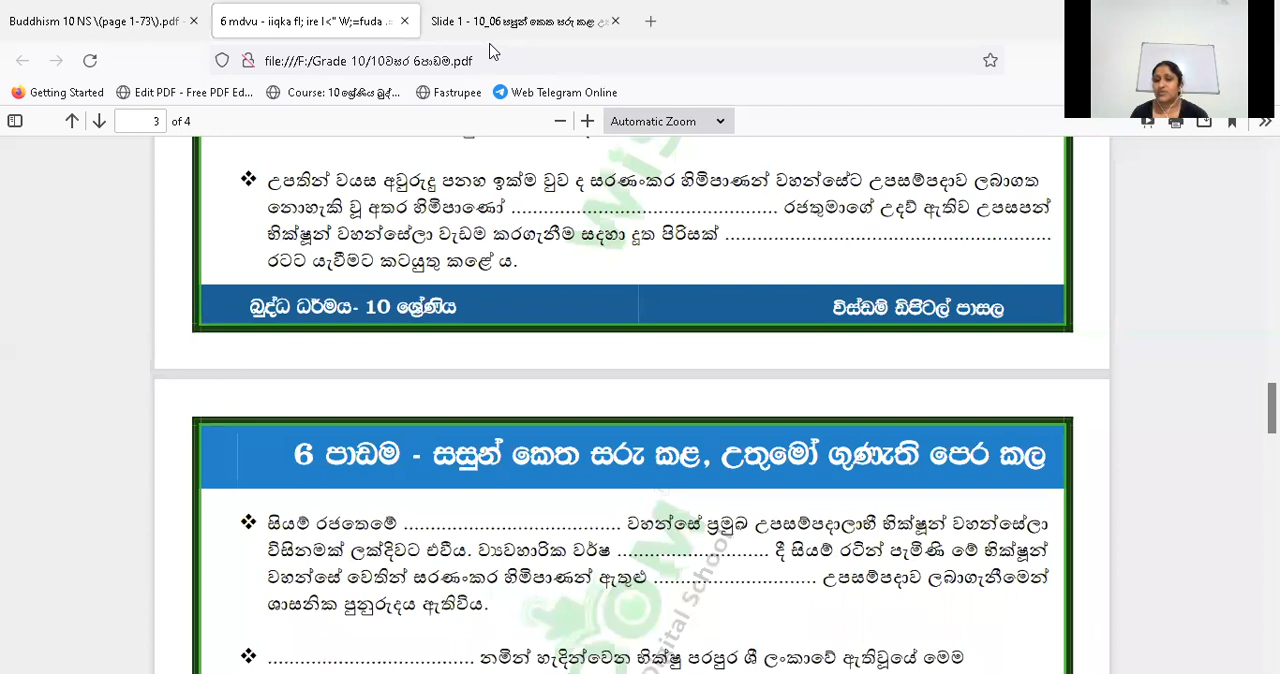 Buddhism 10 NS \(page 1-73\).pdf
6 mdvu - iiqka fl; ire l<" W;=fuda .
Slide 1 - 10_06 සසුන් කෙත සරු කළ උ
file:///F:/Grade 10/10වසර 6පාඩම.pdf
Getting Started
Edit PDF - Free PDF Ed...
Course: 10 ශ්‍රේණිය බුද්...
Fastrupee
Web Telegram Online
3 of 4
Automatic Zoom
❖ උපතින් වයස අවුරුදු පනහ ඉක්ම වුව ද සරණංකර හිමිපාණන් වහන්සේට උපසම්පදාව ලබාගත
නොහැකි වූ අතර හිමිපාණෝ ................................................. රජතුමාගේ උදව් ඇතිව උපසපන්
භික්ෂූන් වහන්සේලා වැඩම කරගැනීම සදහා දූත පිරිසක් ............................................................
රටට යැවීමට කටයුතු කළේ ය.
බුද්ධ ධර්මය- 10 ශ්‍රේණිය
විස්ඩම් ඩිජිටල් පාසල
6 පාඩම - සසුන් කෙත සරු කළ, උතුමෝ ගුණැති පෙර කල
❖ සියම් රජතෙමේ ........................................ වහන්සේ ප්‍රමුඛ උපසම්පදාලාභී භික්ෂූන් වහන්සේලා
විසිනමක් ලක්දිවට එවීය. ව්‍යවහාරික වර්ෂ ............................ දී සියම් රටින් පැමිණි මේ භික්ෂූන්
වහන්සේ වෙතින් සරණංකර හිමිපාණන් ඇතුළු .............................. උපසම්පදාව ලබාගැනීමෙන්
ශාසනික පුනුරුදය ඇතිවිය.
❖ ...................................... නමින් හැදින්වෙන භික්ෂු පරපුර ශ්‍රී ලංකාවේ ඇතිවූයේ මෙම
Digital School